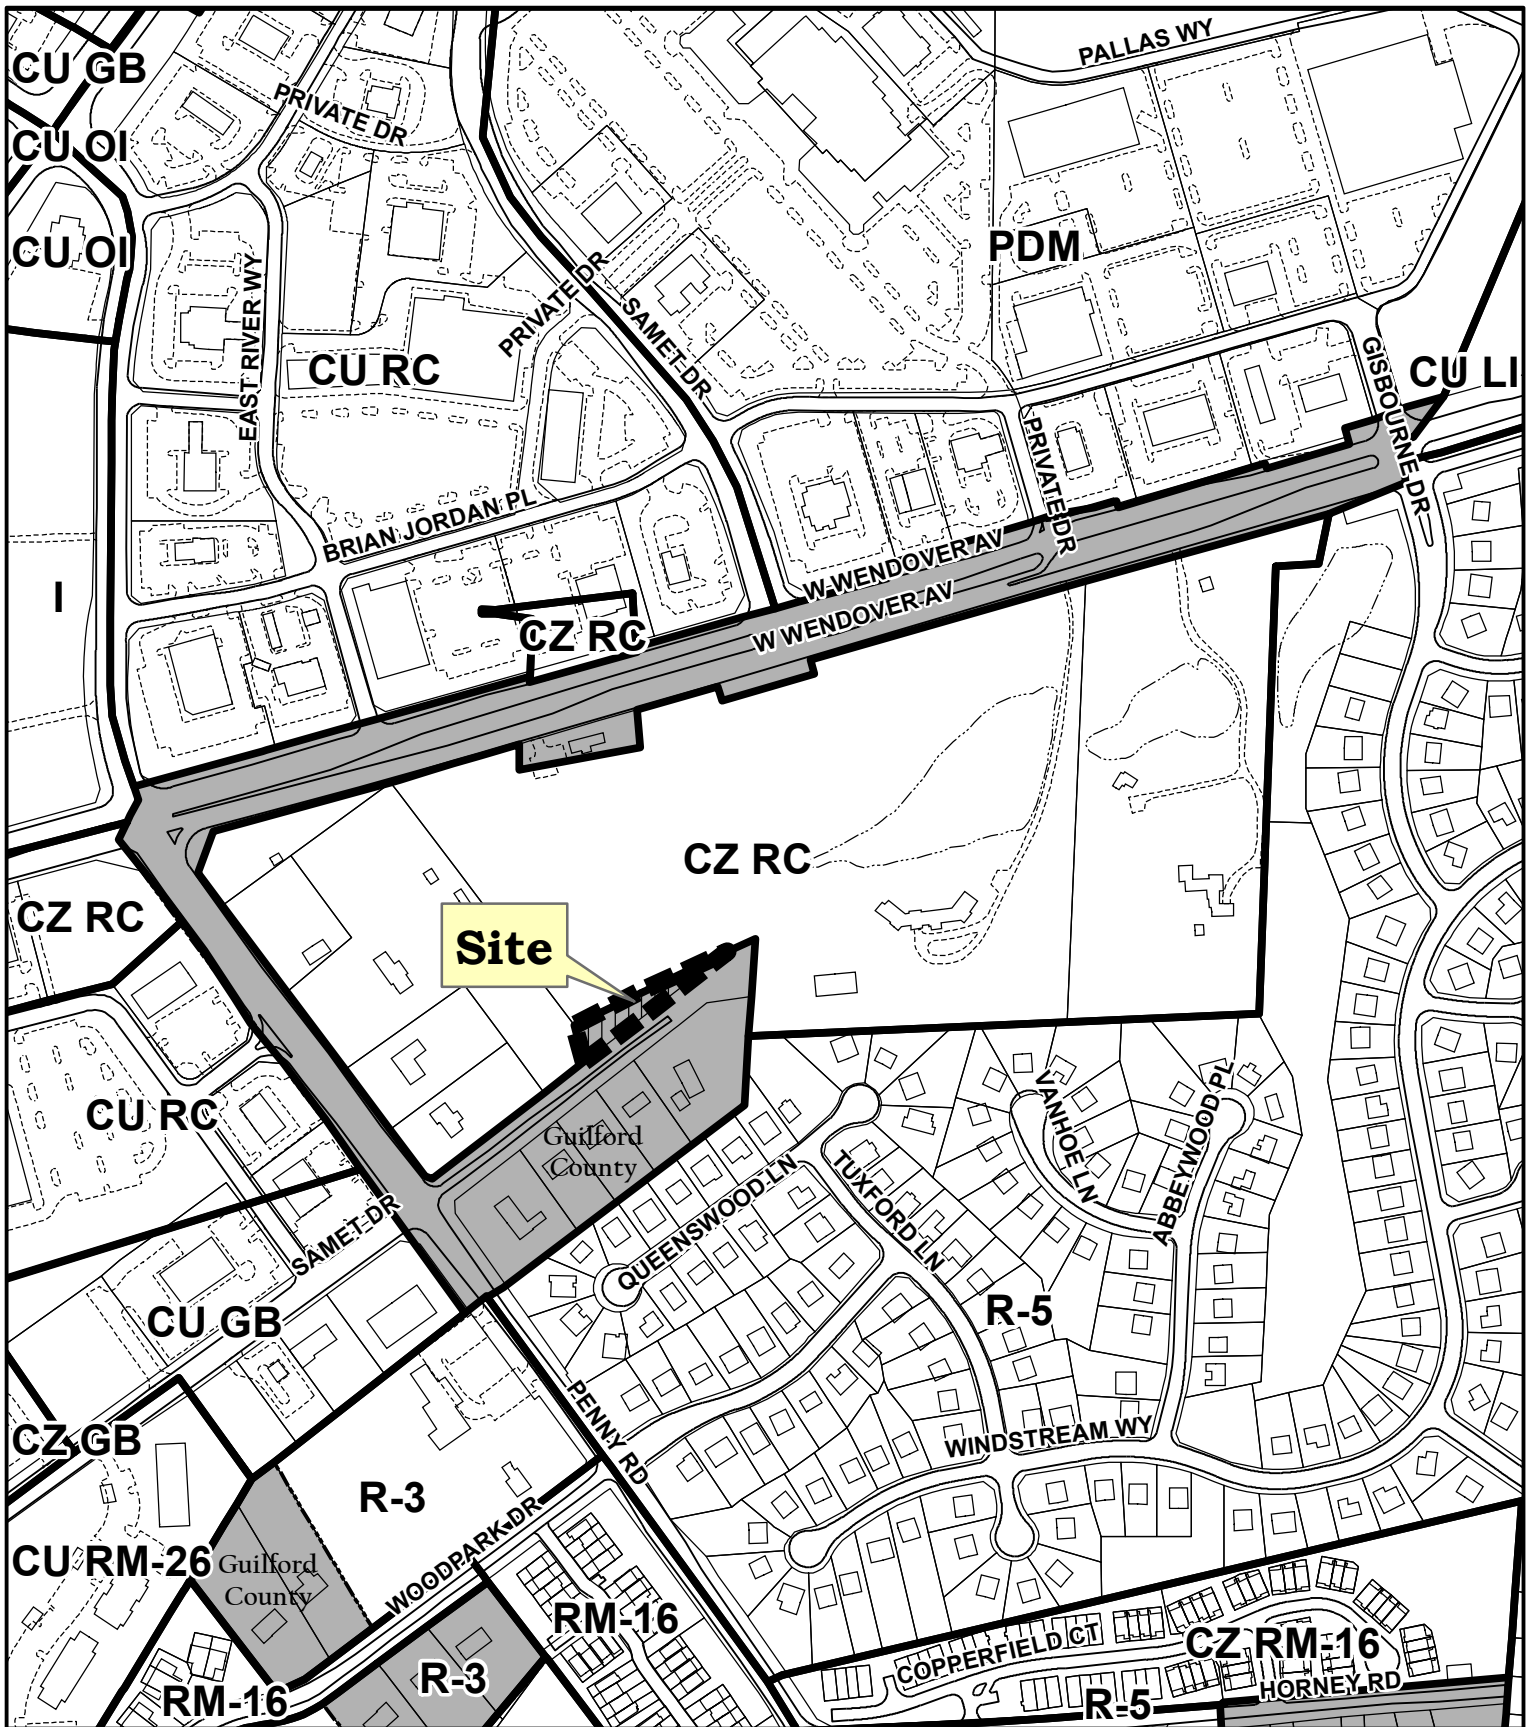 PALLAS WY
CU GB
PRIVATE DR
CU OI
CU OI
PDM
EAST RIVER WY
PRIVATE DR
SAMET DR
CU RC
GISBOURNE DR
CU LI
PRIVATE DR
BRIAN JORDAN PL
W WENDOVER AV
W WENDOVER AV
I
CZ RC
CZ RC
CZ RC
Site
CU RC
Guilford
County
VANHOE LN
ABBEYWOOD PL
QUEENSWOOD LN
TUXFORD LN
SAMET DR
CU GB
R-5
PENNY RD
CZ GB
WINDSTREAM WY
R-3
WOODPARK DR
CU RM-26
Guilford
County
RM-16
COPPERFIELD CT
CZ RM-16
R-3
RM-16
R-5
HORNEY RD